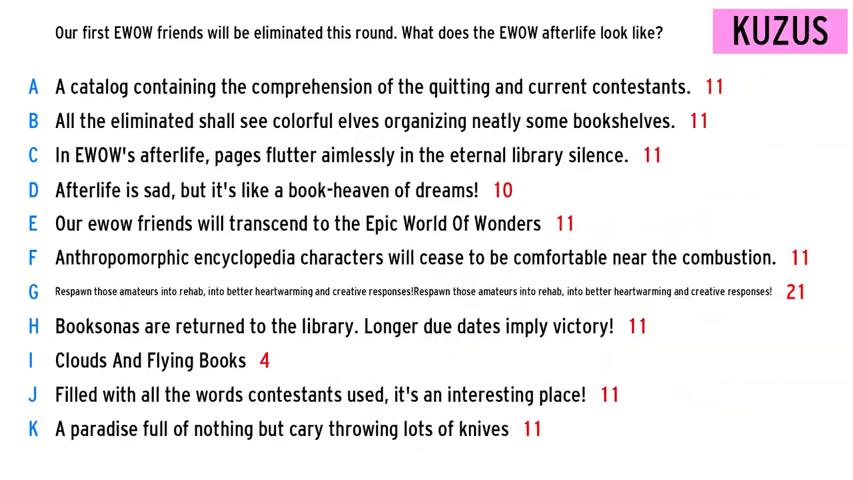 Our first EWOW friends will be eliminated this round. What does the EWOW afterlife look like?
KUZUS
A A catalog containing the comprehension of the quitting and current contestants. 11
B All the eliminated shall see colorful elves organizing neatly some bookshelves. 11
C In EWOW's afterlife, pages flutter aimlessly in the eternal library silence. 11
D Afterlife is sad, but it's like a book-heaven of dreams! 10
E Our ewow friends will transcend to the Epic World Of Wonders 11
F Anthropomorphic encyclopedia characters will cease to be comfortable near the combustion. 11
G Respawn those amateurs into rehab, into better heartwarming and creative responses!Respawn those amateurs into rehab, into better heartwarming and creative responses! 21
H Booksonas are returned to the library. Longer due dates imply victory! 11
I Clouds And Flying Books 4
J Filled with all the words contestants used, it's an interesting place! 11
K A paradise full of nothing but cary throwing lots of knives 11